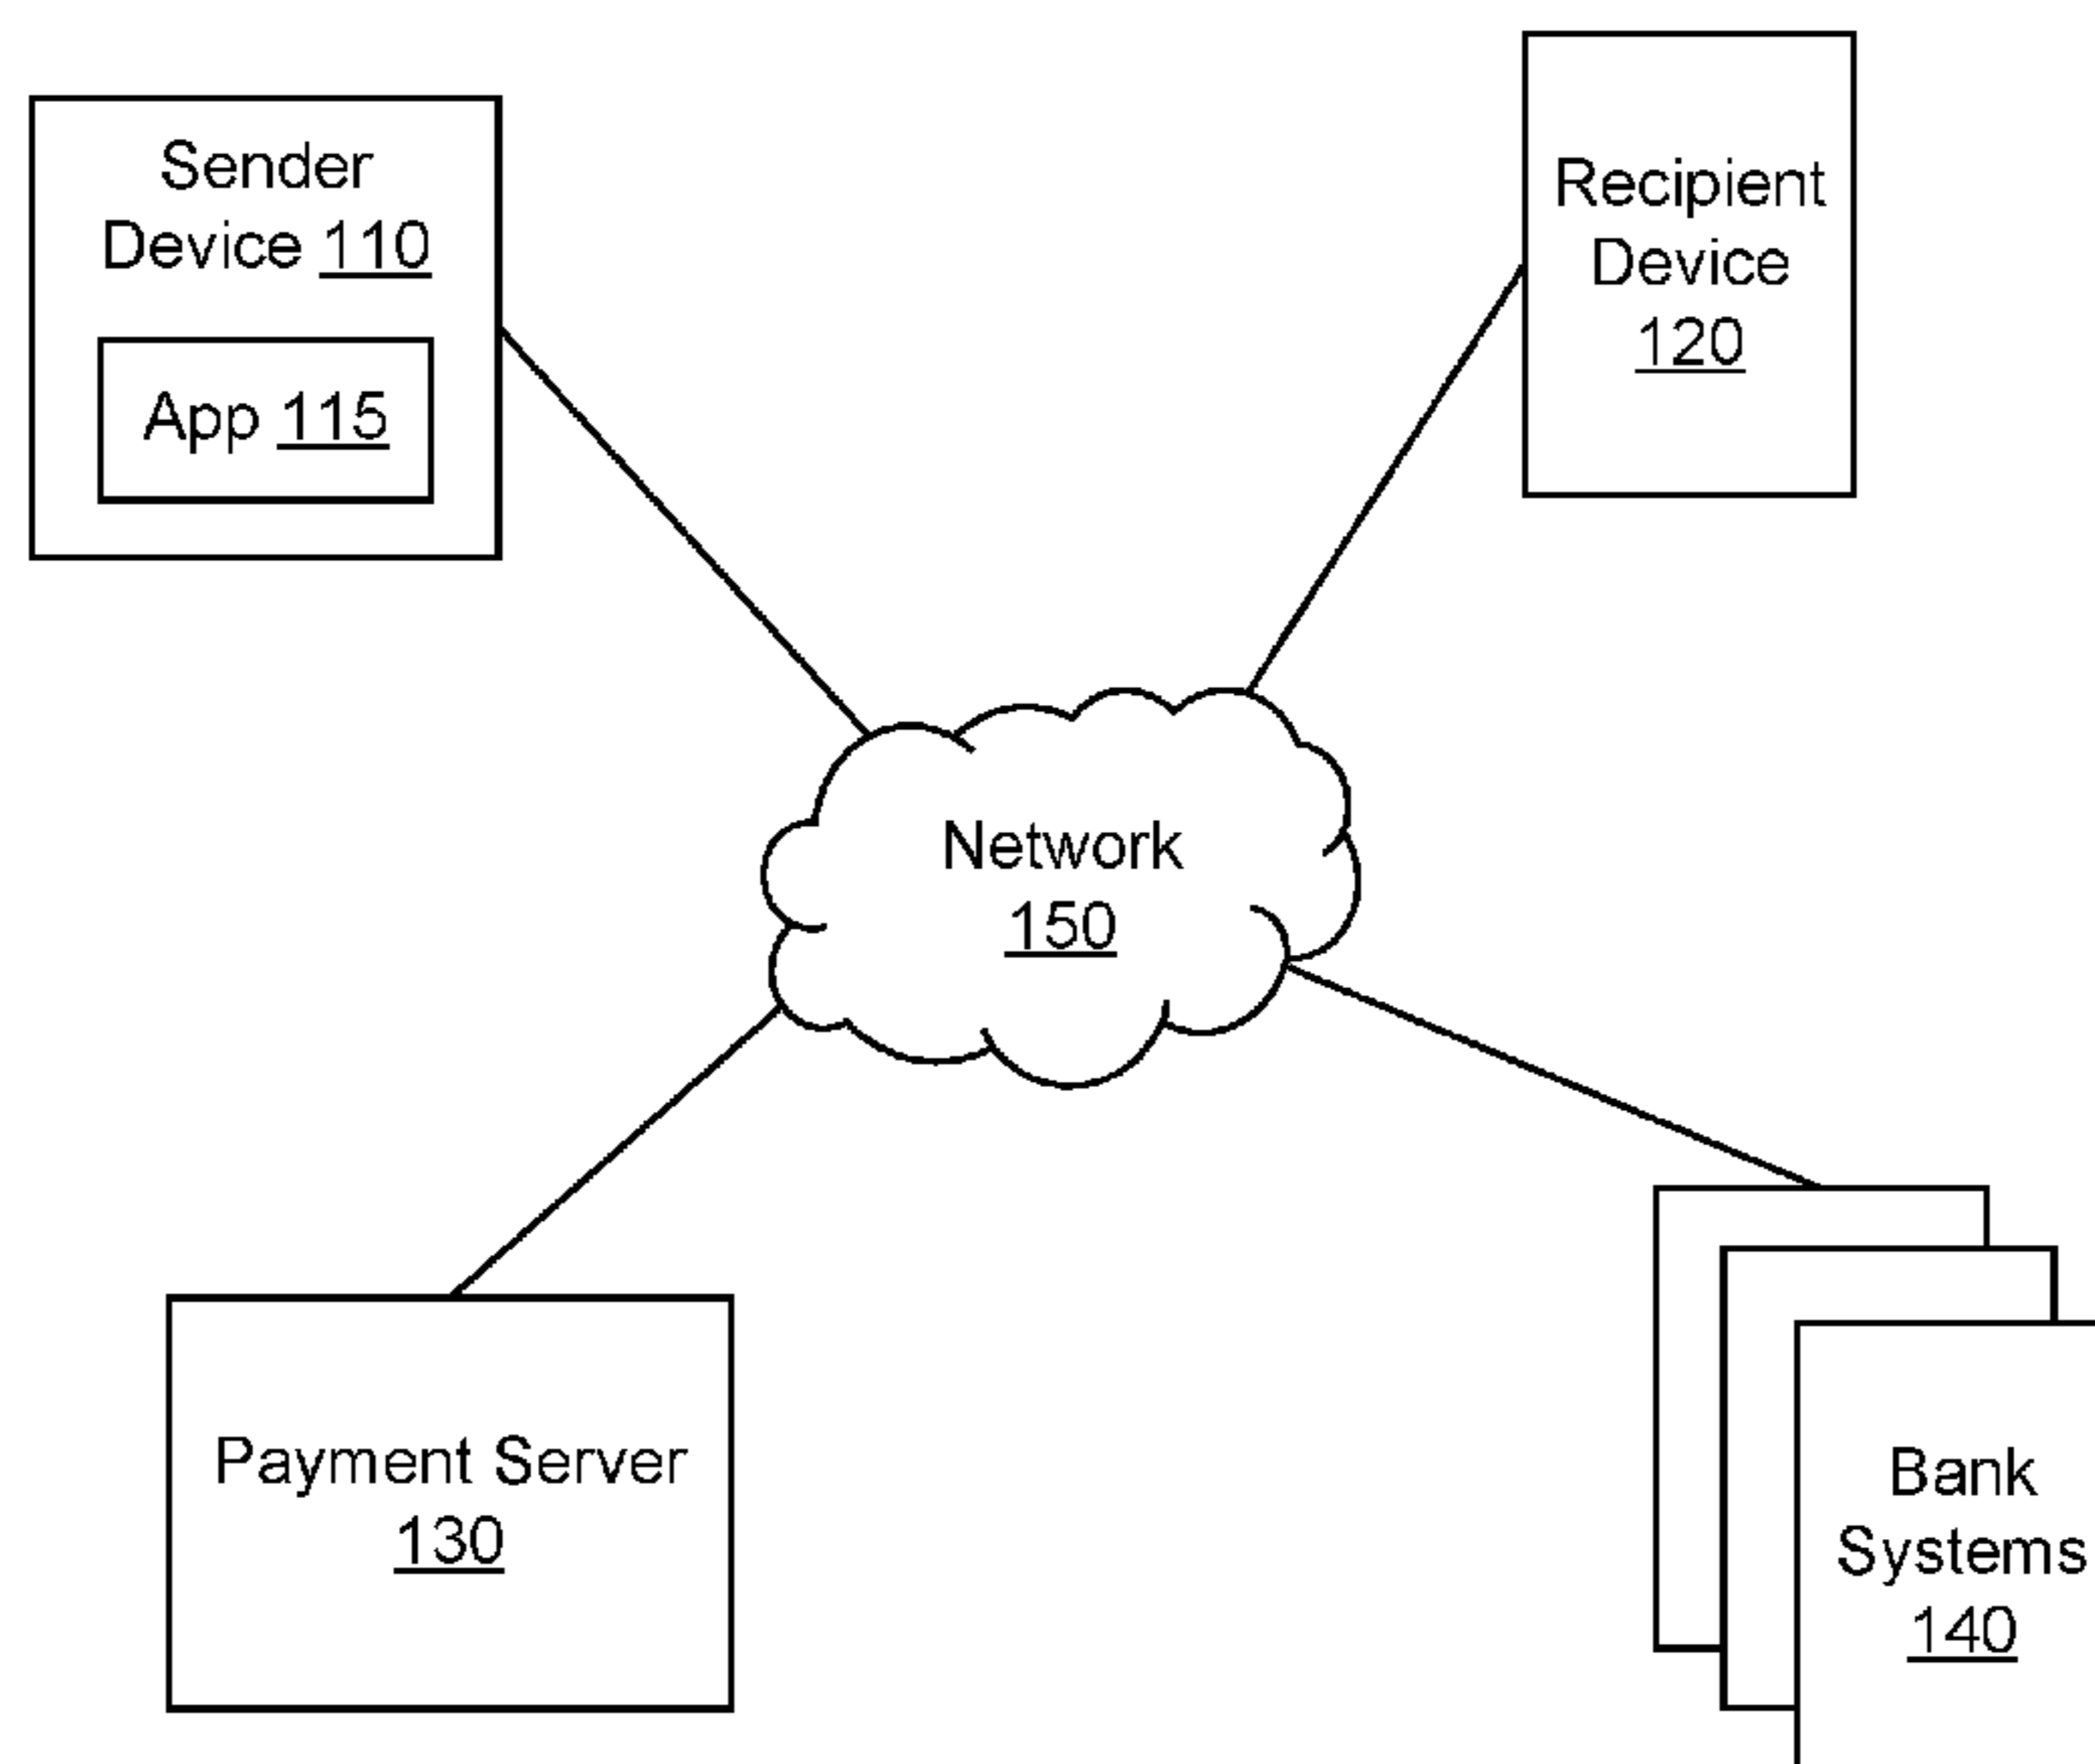 Sender
Device 110
App 115
Recipient
Device
120
Network
150
Payment Server
130
Bank
Systems
140